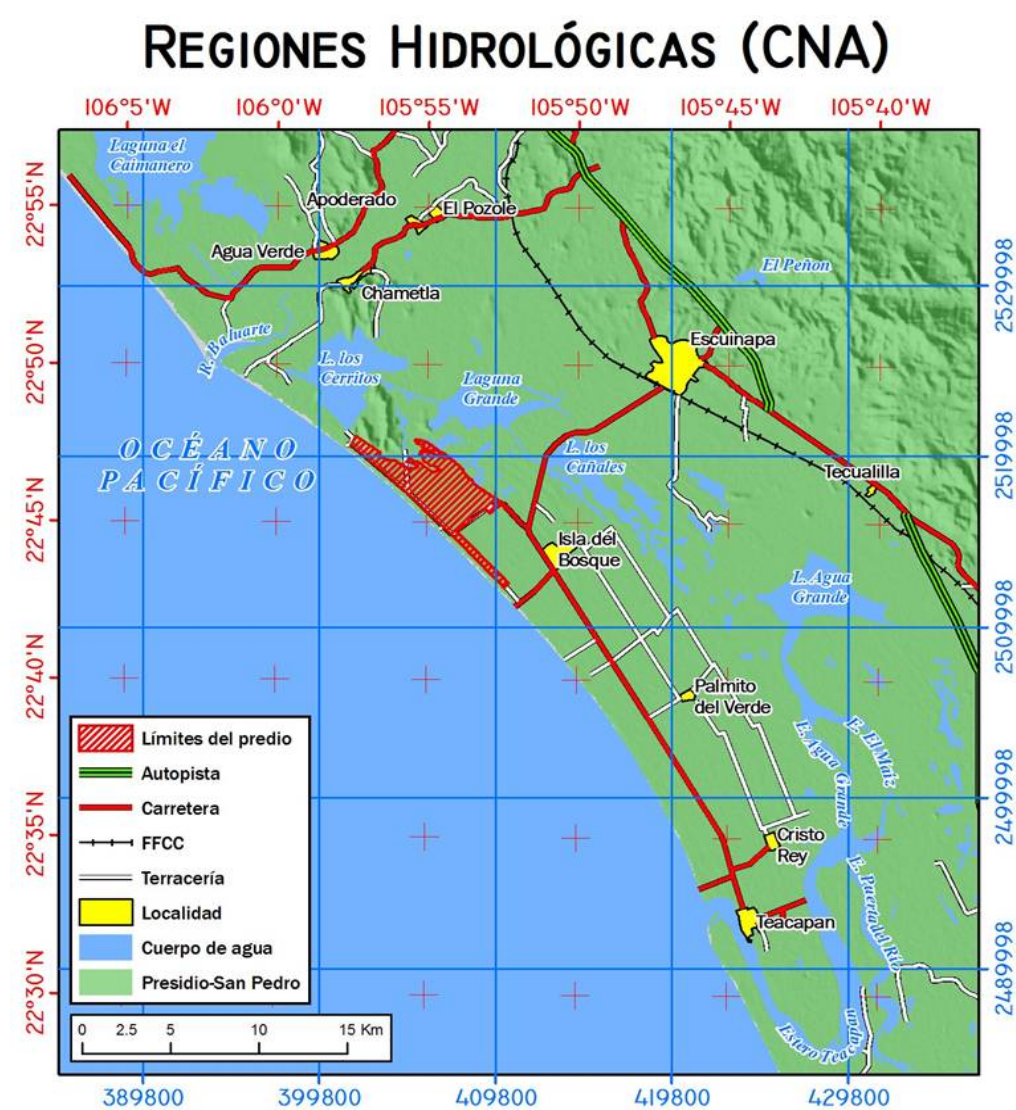 REGIONES HIDROLÓGICAS (CNA)
106°5'W 106°0'W 105°55'W 105°50'W 105°45'W 105°40'W
22°55'N
22°50'N
22°45'N
22°40'N
22°35'N
22°30'N
Laguna el
Caimanero
Apoderado
El Pozole
Agua Verde
Chametla
El Peñon
R. Baluarte
L. los
Cerritos
Laguna
Grande
Escuinapa
OCÉANO
PACÍFICO
L. los
Cañales
Tecualilla
Isla del
Bosque
L. Agua
Grande
Palmito
del Verde
E. El Maíz
E. Agua Grande
Cristo
Rey
E. Puerta del Río
Teacapan
Estero Teacapan
2529998
2519998
2509998
2499998
2489998
Límites del predio
Autopista
Carretera
FFCC
Terracería
Localidad
Cuerpo de agua
Presidio-San Pedro
0 2.5 5 10 15 Km
389800 399800 409800 419800 429800